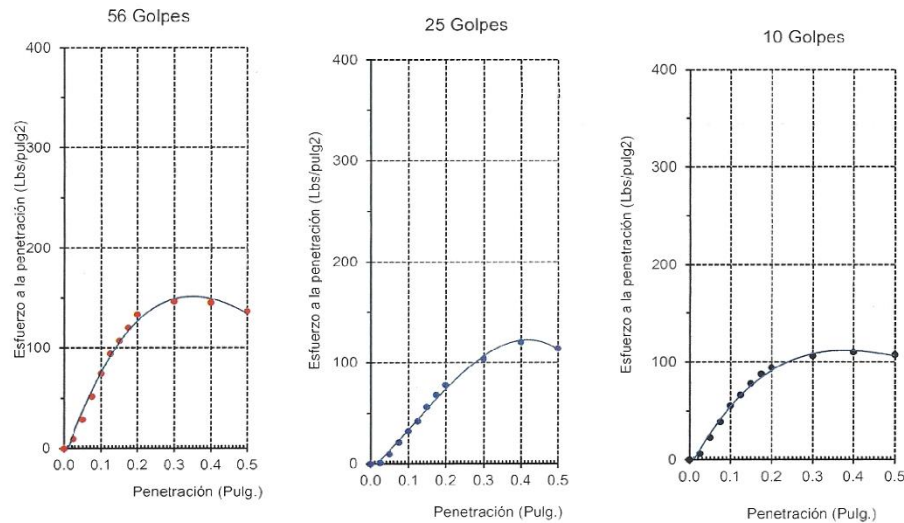 56 Golpes
400
300
200
100
0
Esfuerzo a la penetración (Lbs/pulg2)
0.0 0.1 0.2 0.3 0.4 0.5
Penetración (Pulg.)
25 Golpes
400
300
200
100
0
Esfuerzo a la penetración (Lbs/pulg2)
0.0 0.1 0.2 0.3 0.4 0.5
Penetración (Pulg.)
10 Golpes
400
300
200
100
0
Esfuerzo a la penetración (Lbs/pulg2)
0.0 0.1 0.2 0.3 0.4 0.5
Penetración (Pulg.)